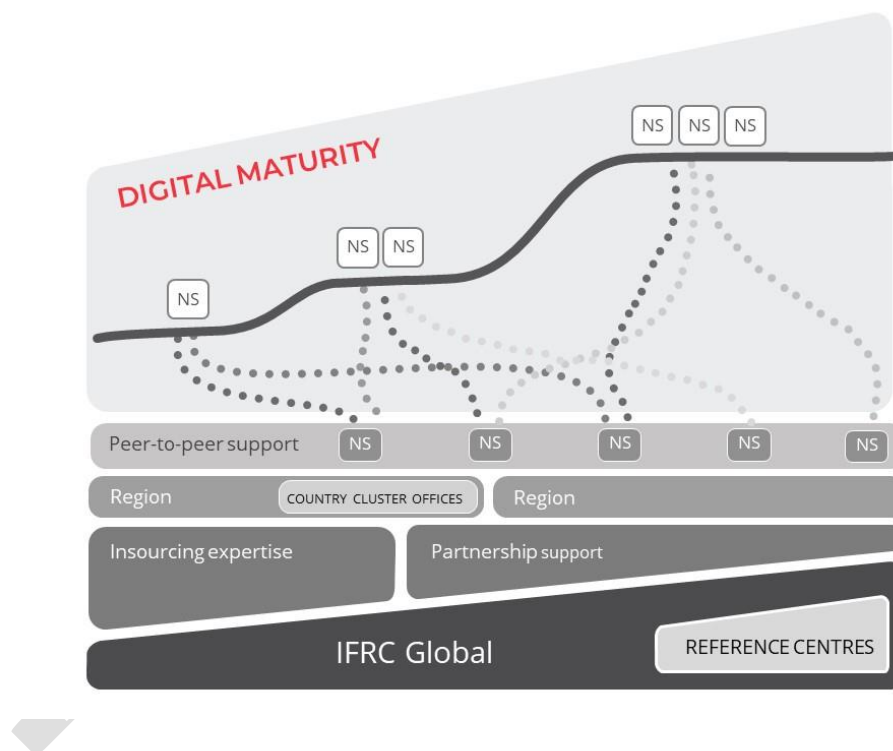 NS NS NS
DIGITAL MATURITY
NS NS
NS
Peer-to-peer support NS NS NS NS NS
Region COUNTRY CLUSTER OFFICES Region
Insourcing expertise Partnership support
IFRC Global REFERENCE CENTRES